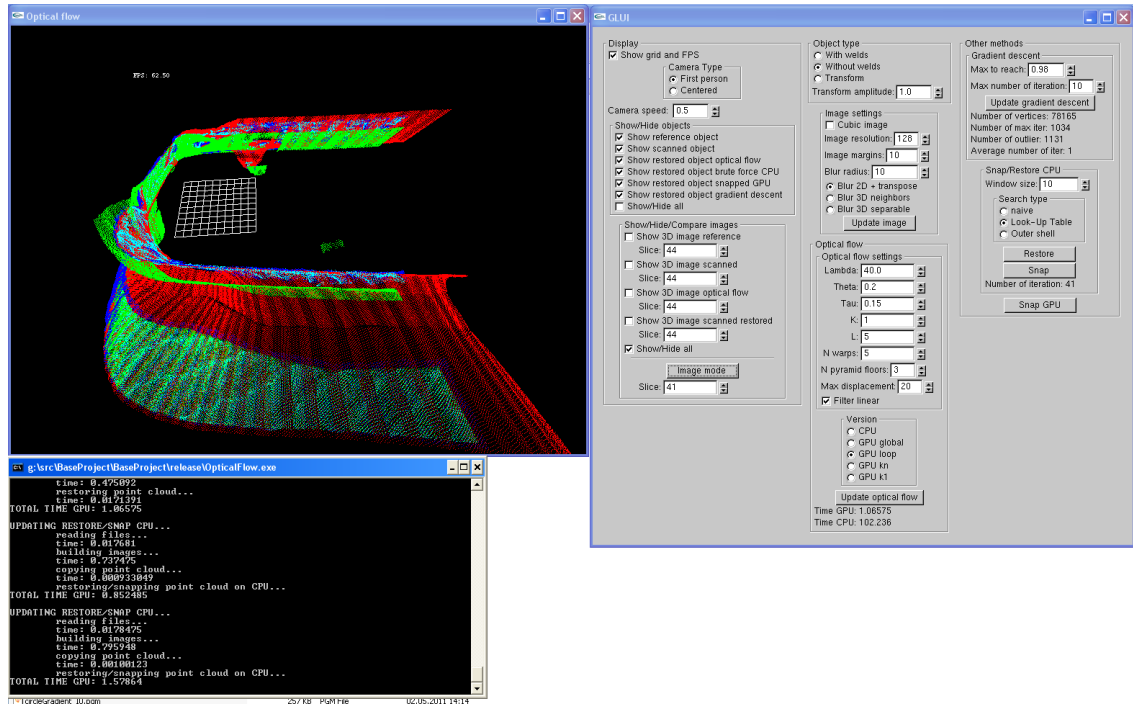 Optical flow
FPS: 62.50
GLUI
Display
Show grid and FPS
Camera Type
First person
Centered
Camera speed: 0.5
Show/Hide objects
Show reference object
Show scanned object
Show restored object optical flow
Show restored object brute force CPU
Show restored object snapped GPU
Show restored object gradient descent
Show/Hide all
Show/Hide/Compare images
Show 3D image reference
Slice: 44
Show 3D image scanned
Slice: 44
Show 3D image optical flow
Slice: 44
Show 3D image scanned restored
Slice: 44
Show/Hide all
Image mode
Slice: 41
Object type
With welds
Without welds
Transform
Transform amplitude: 1.0
Image settings
Cubic image
Image resolution: 128
Image margins: 10
Blur radius: 10
Blur 2D + transpose
Blur 3D neighbors
Blur 3D separable
Update image
Optical flow
Optical flow settings
Lambda: 40.0
Theta: 0.2
Tau: 0.15
K: 1
L: 5
N warps: 5
N pyramid floors: 3
Max displacement: 20
Filter linear
Version
CPU
GPU global
GPU loop
GPU kn
GPU k1
Update optical flow
Time GPU: 1.06575
Time CPU: 102.236
Other methods
Gradient descent
Max to reach: 0.98
Max number of iteration: 10
Update gradient descent
Number of vertices: 78165
Number of max iter: 1034
Number of outlier: 1131
Average number of iter: 1
Snap/Restore CPU
Window size: 10
Search type
naive
Look-Up Table
Outer shell
Restore
Snap
Number of iteration: 41
Snap GPU
g:\src\BaseProject\BaseProject\release\OpticalFlow.exe
time: 0.475092
restoring point cloud...
time: 0.0171391
TOTAL TIME GPU: 1.06575
UPDATING RESTORE/SNAP CPU...
reading files...
time: 0.017681
building images...
time: 0.737475
copying point cloud...
time: 0.000933049
restoring/snapping point cloud on CPU...
TOTAL TIME GPU: 0.852485
UPDATING RESTORE/SNAP CPU...
reading files...
time: 0.0178475
building images...
time: 0.795948
copying point cloud...
time: 0.00100123
restoring/snapping point cloud on CPU...
TOTAL TIME GPU: 1.57864
circleGradient_10.pgm 257 KB PGM File 02.05.2011 14:14